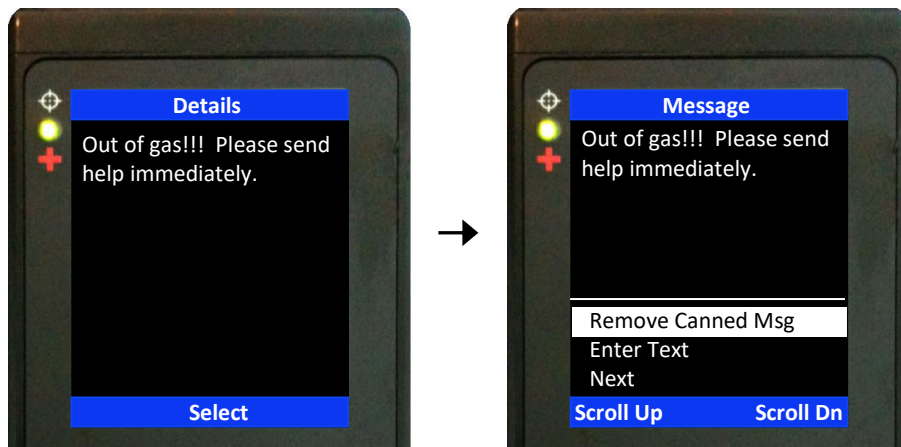 Details
Out of gas!!!  Please send
help immediately.
Select
Message
Out of gas!!!  Please send
help immediately.
Remove Canned Msg
Enter Text
Next
Scroll Up Scroll Dn